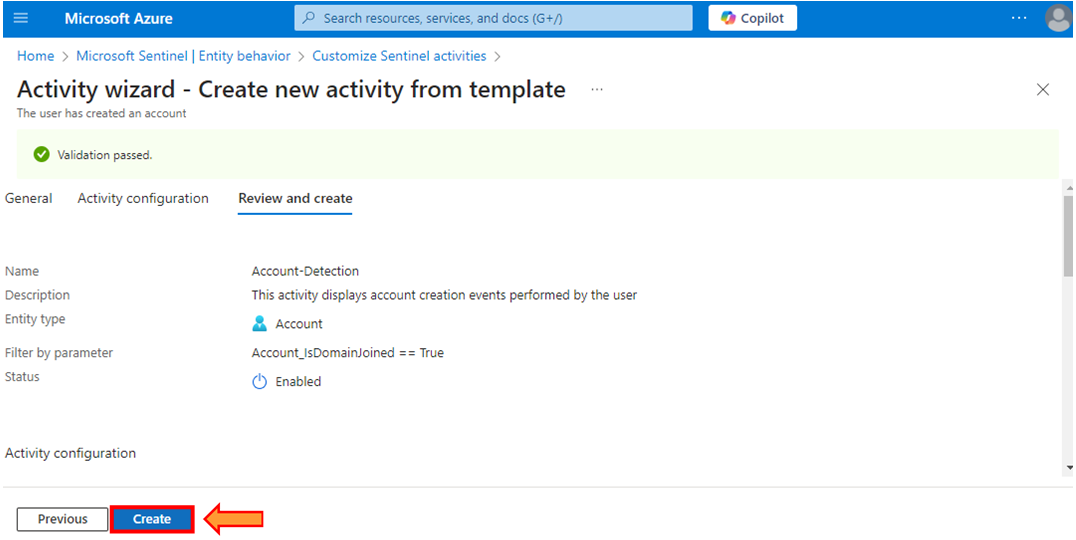 Microsoft Azure
Search resources, services, and docs (G+/)
Copilot
...
Home > Microsoft Sentinel | Entity behavior > Customize Sentinel activities >
Activity wizard - Create new activity from template ...
The user has created an account
Validation passed.
General Activity configuration Review and create
Name Account-Detection
Description This activity displays account creation events performed by the user
Entity type Account
Filter by parameter Account_IsDomainJoined == True
Status Enabled
Activity configuration
Previous Create